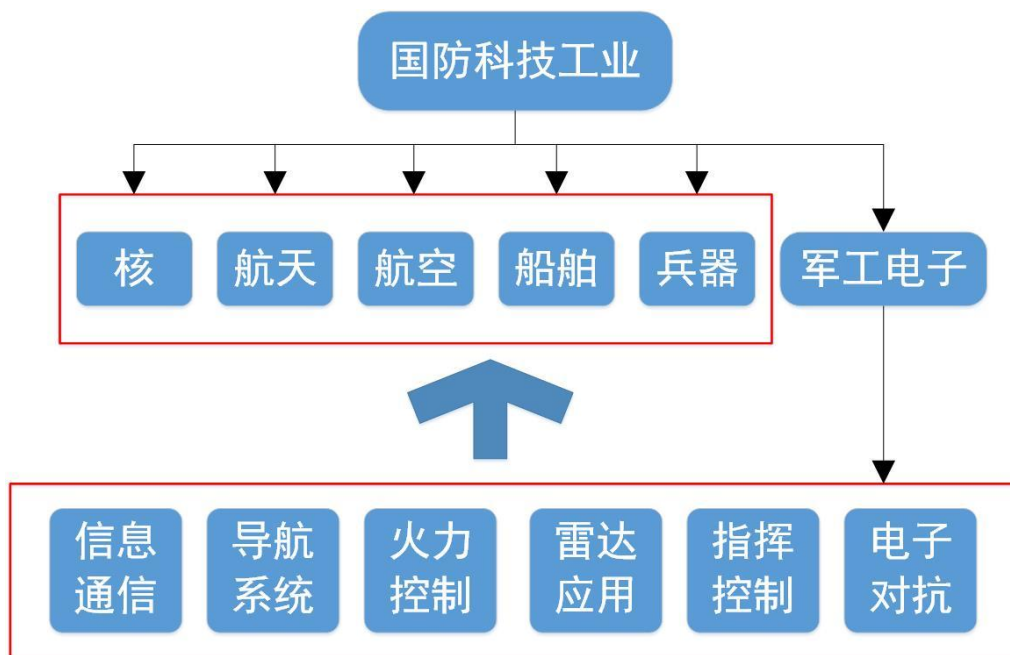 国防科技工业
核
航天
航空
船舶
兵器
军工电子
信息
通信
导航
系统
火力
控制
雷达
应用
指挥
控制
电子
对抗